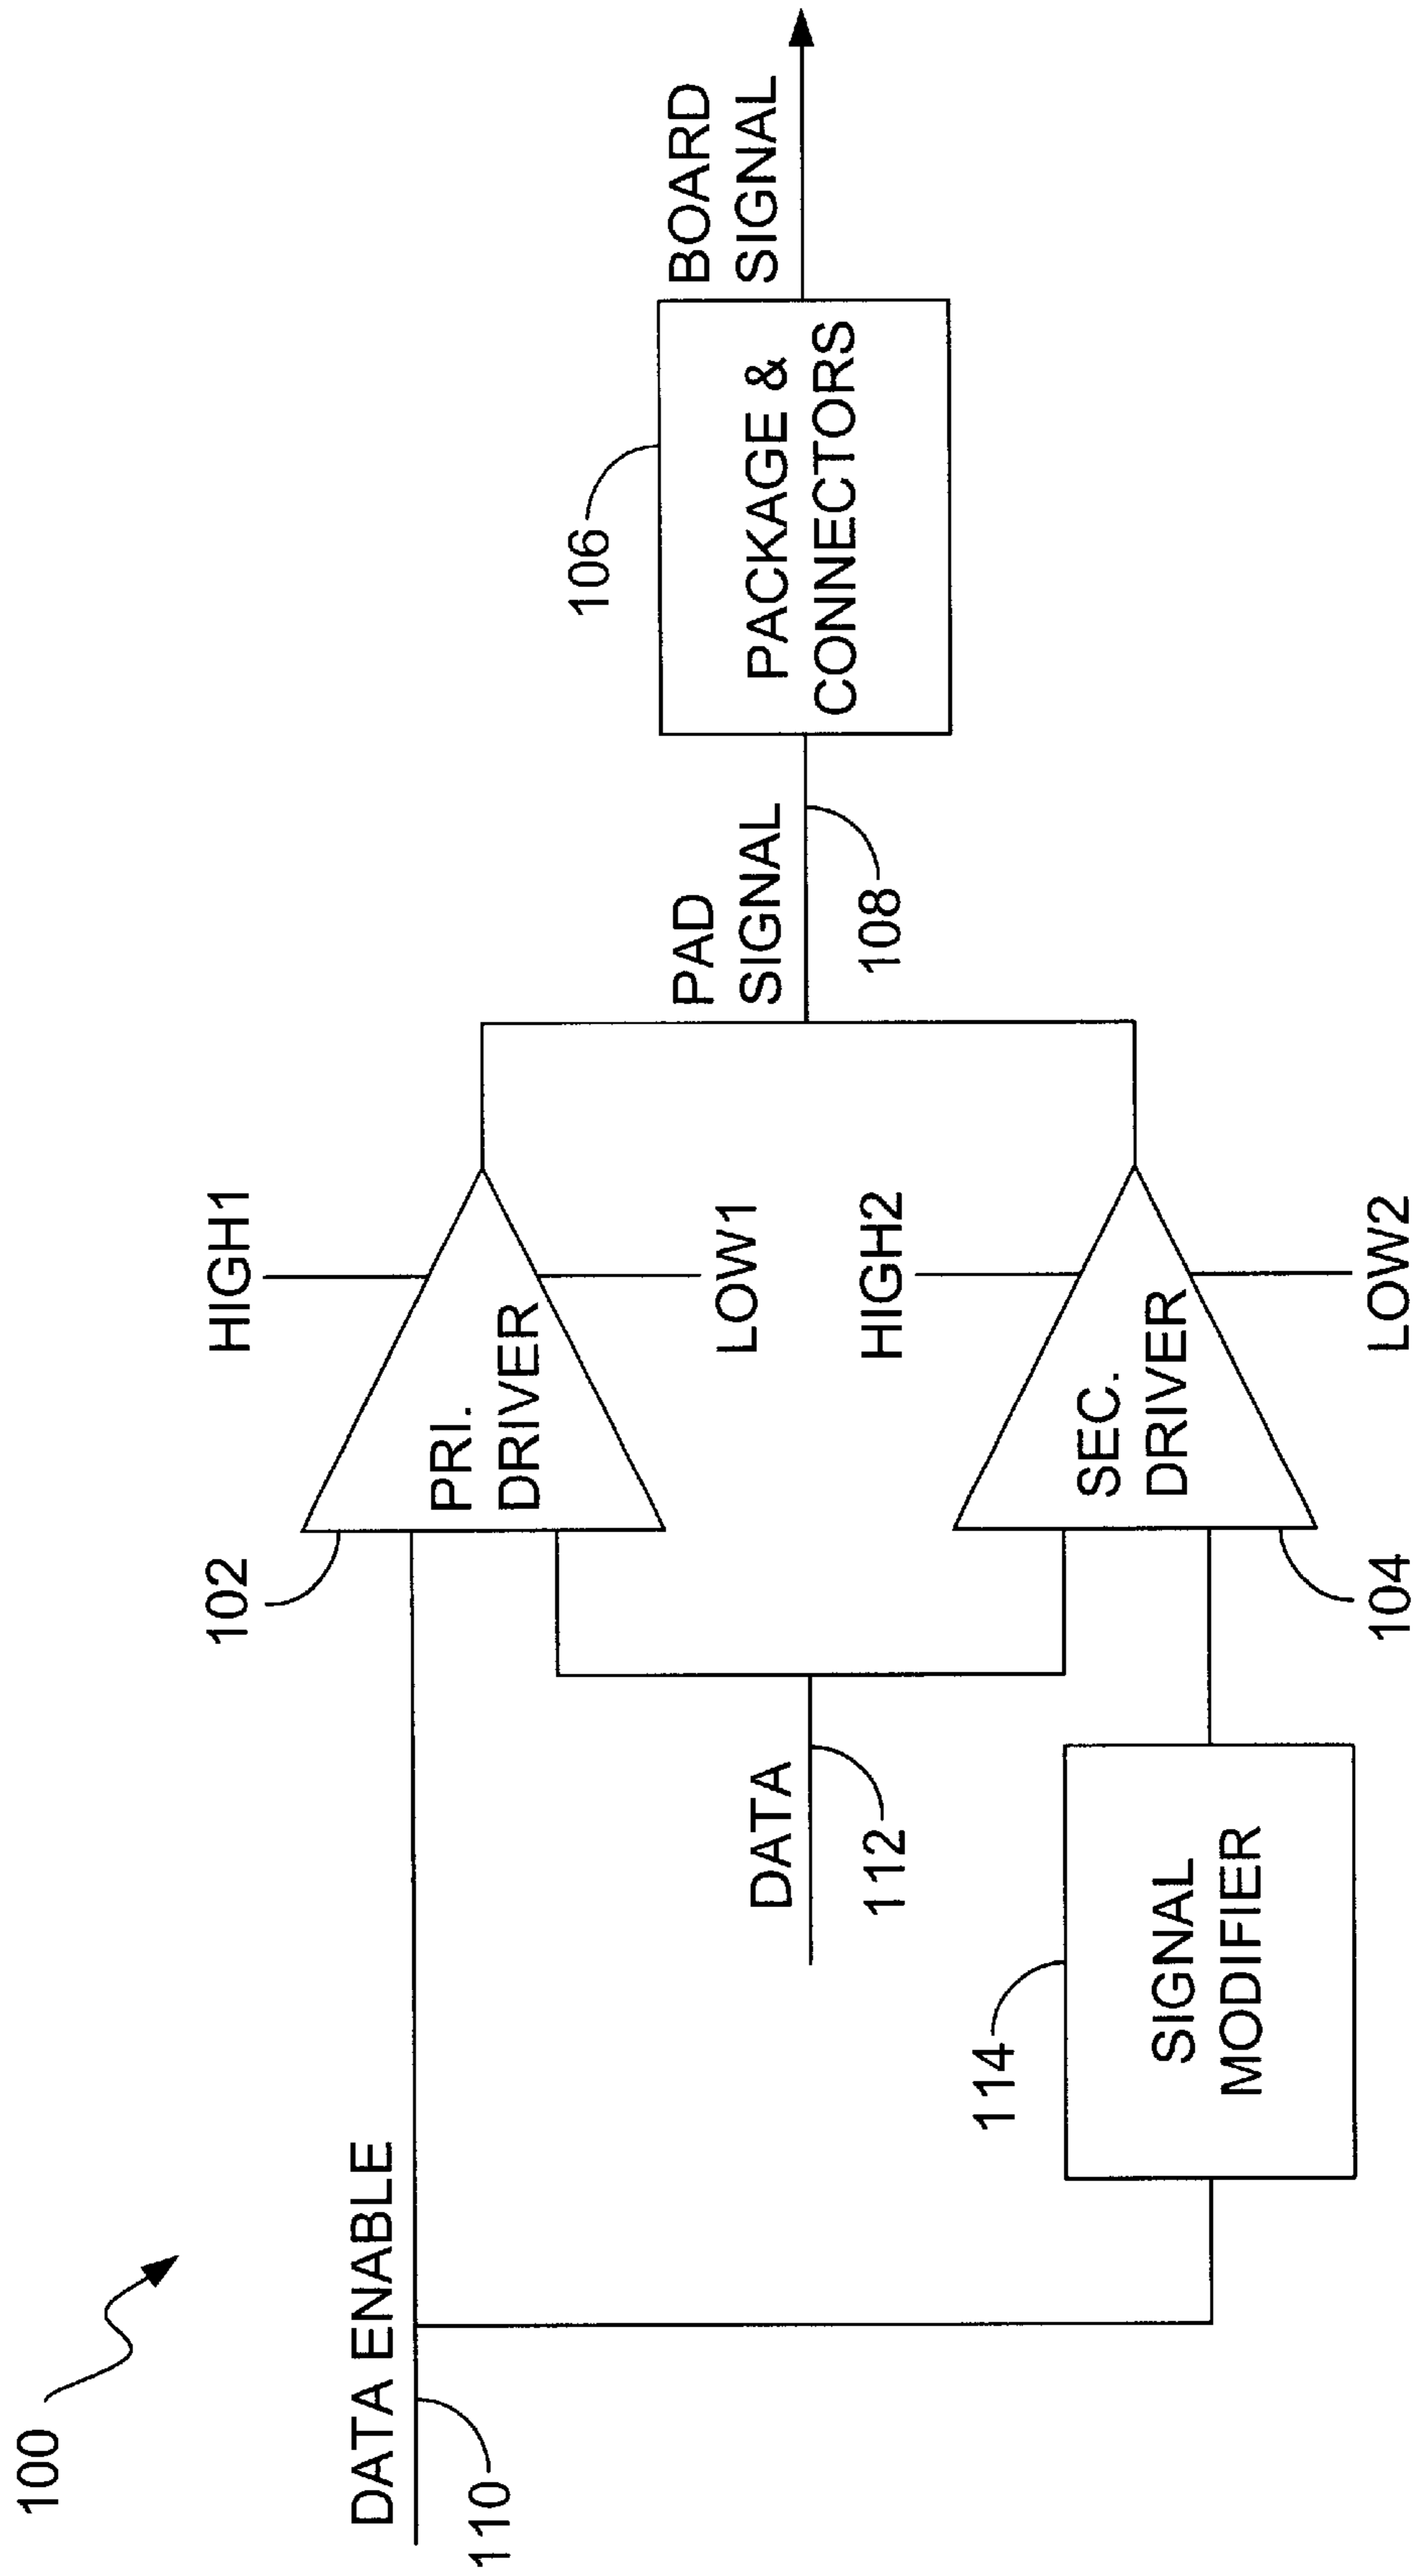 100
DATA ENABLE
110
102
PRI.
DRIVER
HIGH1
LOW1
DATA
112
114
SIGNAL
MODIFIER
SEC.
DRIVER
104
HIGH2
LOW2
PAD
SIGNAL
108
106
PACKAGE &
CONNECTORS
BOARD
SIGNAL